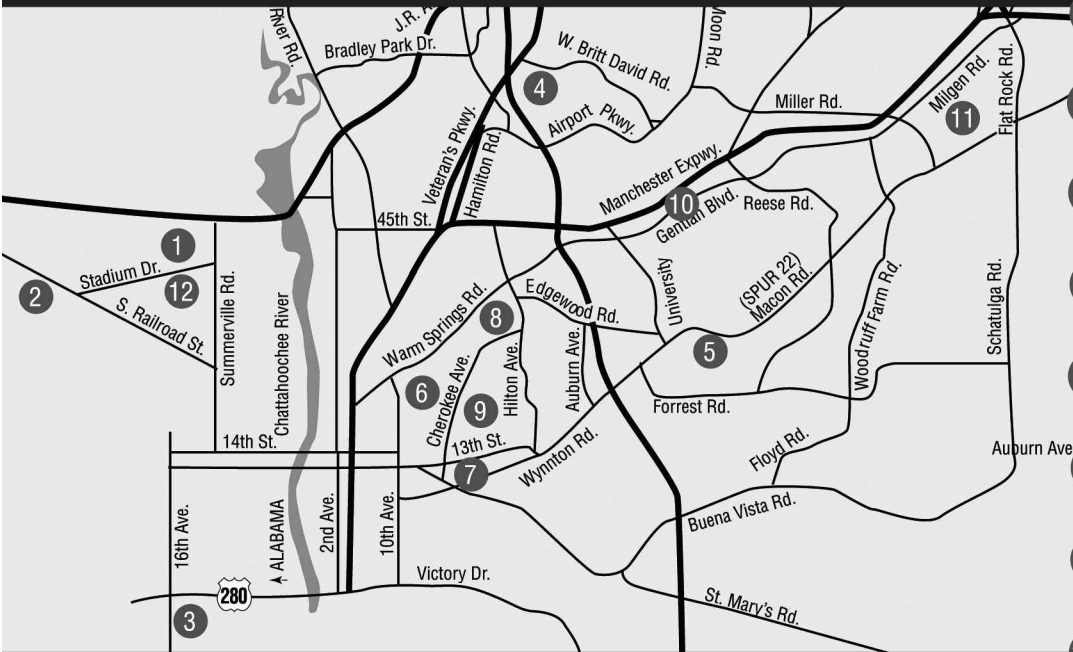 River Rd.
J.R. A
Bradley Park Dr.
W. Britt David Rd.
Moon Rd.
4
Miller Rd.
Milgen Rd.
11
Flat Rock Rd.
Airport Pkwy.
Veteran's Pkwy.
Hamilton Rd.
Manchester Expwy.
10
Gentian Blvd.
Reese Rd.
45th St.
1
Stadium Dr.
12
2
S. Railroad St.
Summerville Rd.
Chattahoochee River
Warm Springs Rd.
Edgewood Rd.
8
University
(SPUR 22)
Macon Rd.
5
Woodruff Farm Rd.
Schatulga Rd.
6
Cherokee Ave.
9
Hilton Ave.
Auburn Ave.
Forrest Rd.
14th St.
13th St.
7
Wynnton Rd.
Floyd Rd.
Auburn Ave
16th Ave.
ALABAMA
2nd Ave.
10th Ave.
Buena Vista Rd.
Victory Dr.
280
3
St. Mary's Rd.